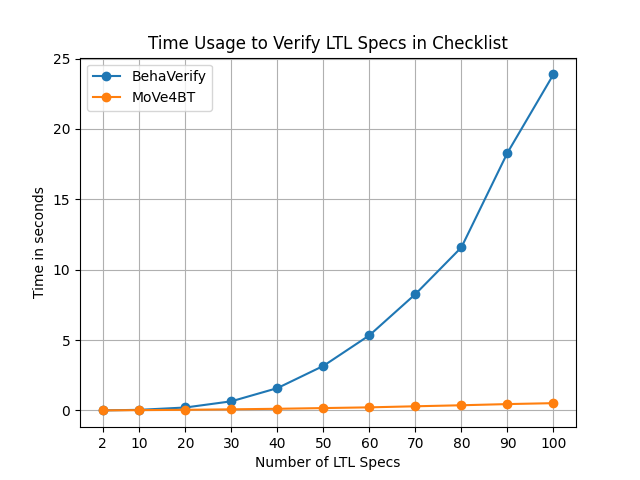 Time Usage to Verify LTL Specs in Checklist
BehaVerify
MoVe4BT
25
20
15
10
5
0
Time in seconds
2 10 20 30 40 50 60 70 80 90 100
Number of LTL Specs